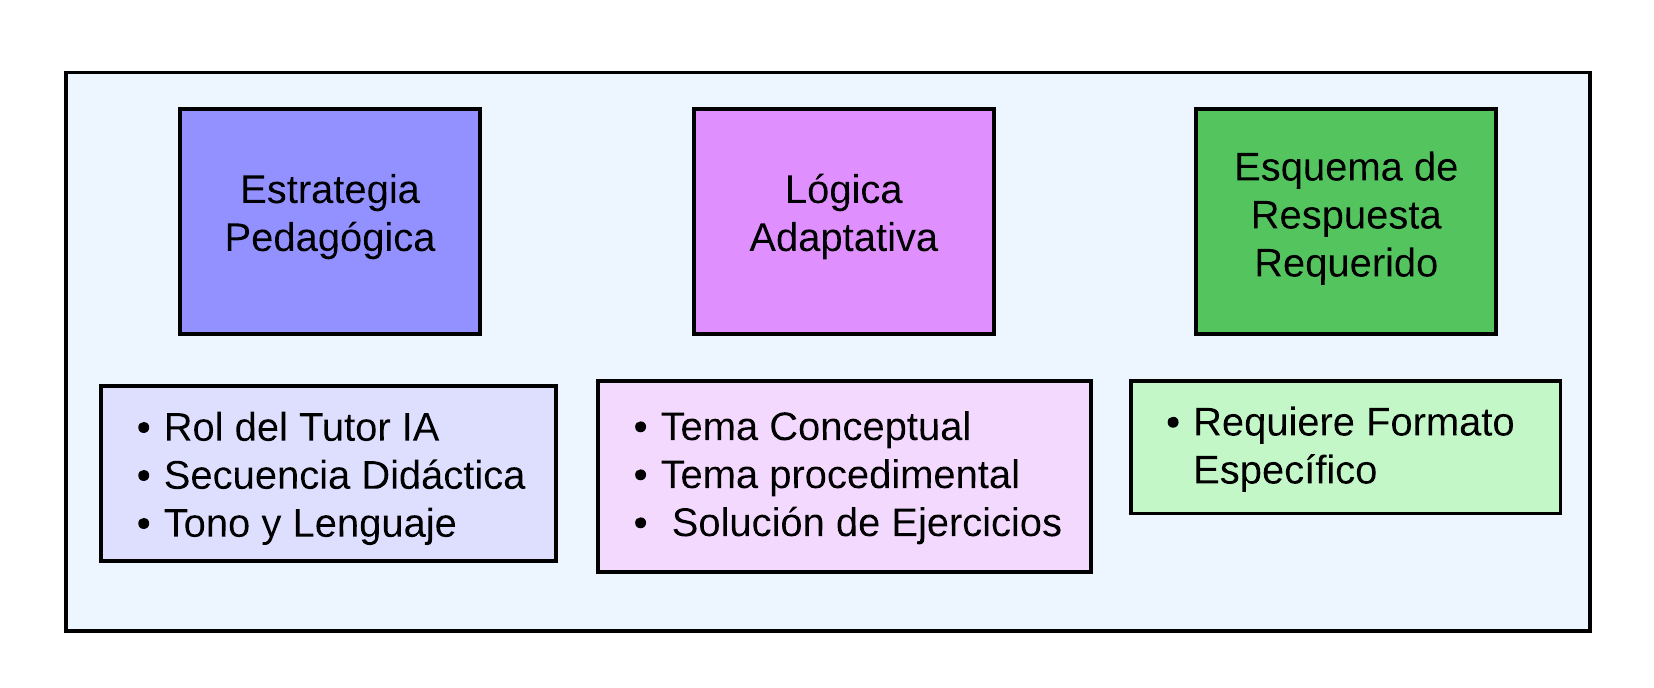 Estrategia
Pedagógica
Lógica
Adaptativa
Esquema de
Respuesta
Requerido
• Rol del Tutor IA
• Secuencia Didáctica
• Tono y Lenguaje
• Tema Conceptual
• Tema procedimental
• Solución de Ejercicios
• Requiere Formato
Específico